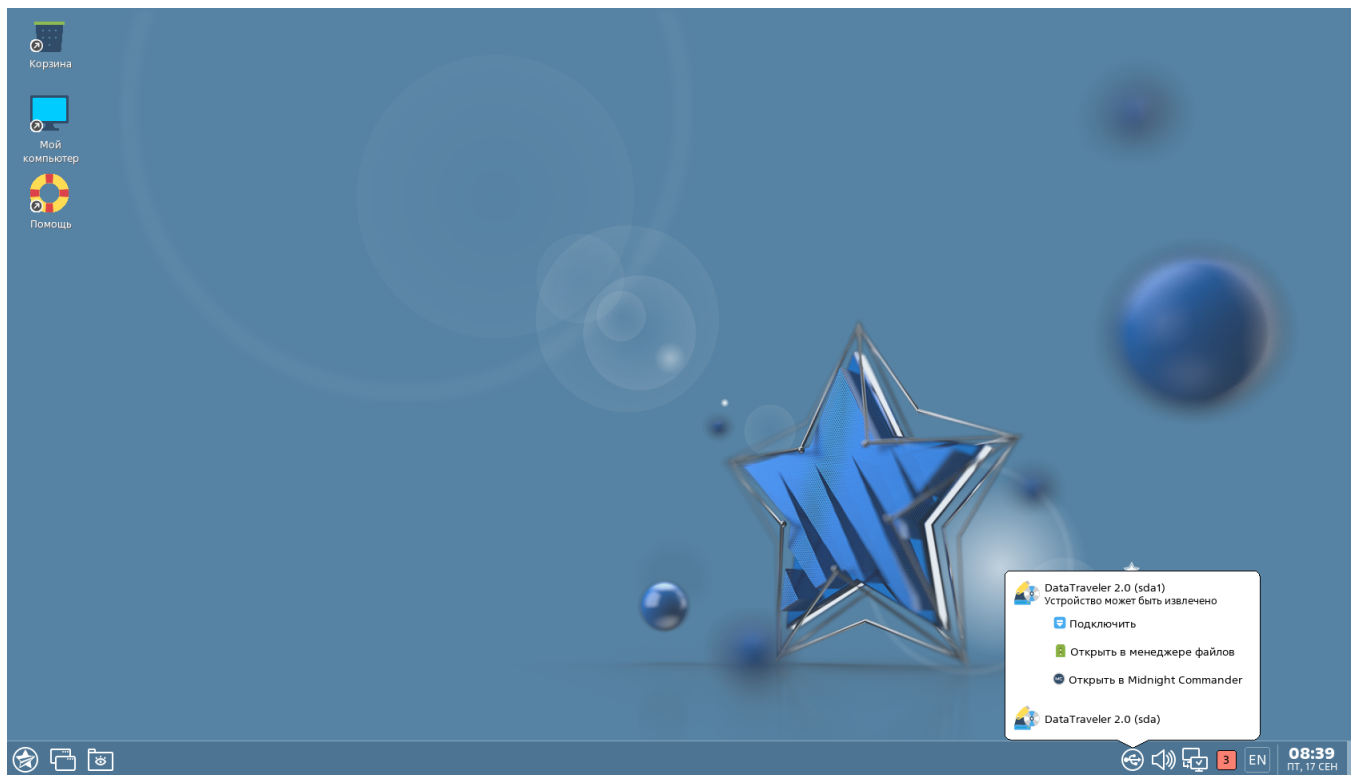 Корзина
Мой
компьютер
Помощь
DataTraveler 2.0 (sda1)
Устройство может быть извлечено
Подключить
Открыть в менеджере файлов
MC Открыть в Midnight Commander
DataTraveler 2.0 (sda)
3
EN
08:39
ПТ, 17 СЕН